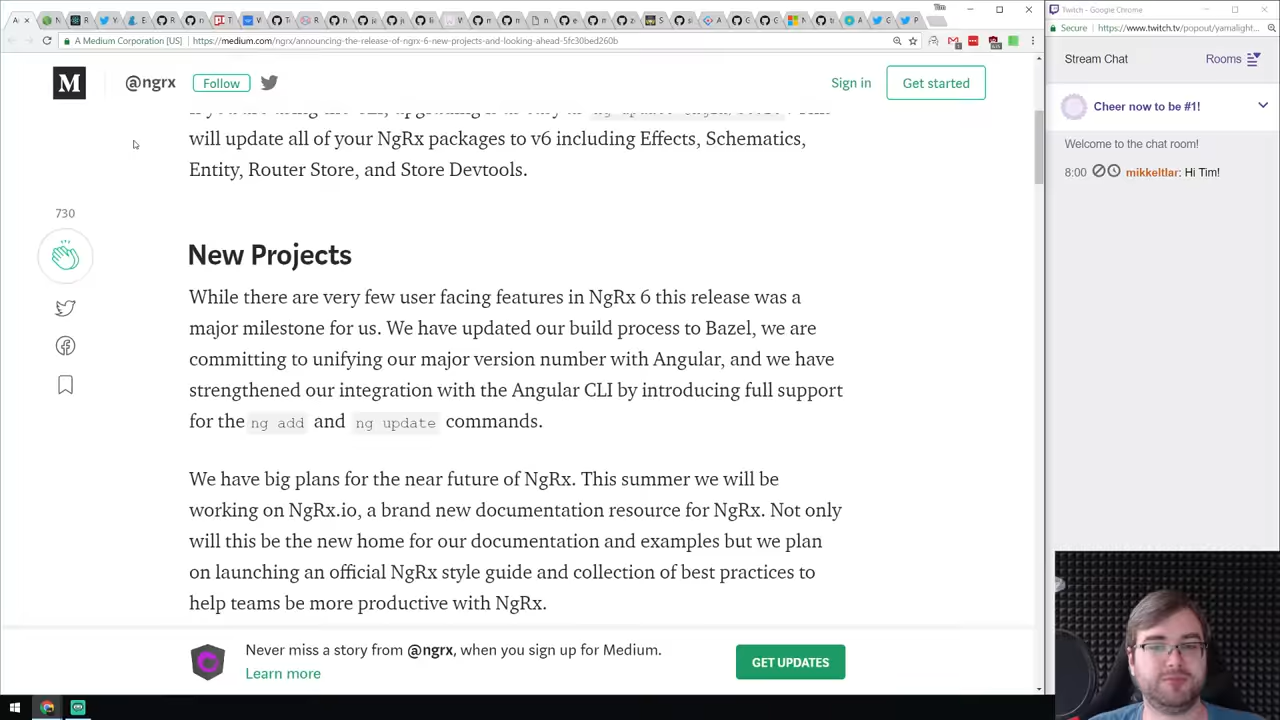 Tim
A Medium Corporation [US]
https://medium.com/ngrx/announcing-the-release-of-ngrx-6-new-projects-and-looking-ahead-5fc30bed260b
M
@ngrx
Follow
Sign in
Get started
will update all of your NgRx packages to v6 including Effects, Schematics,
Entity, Router Store, and Store Devtools.
730
New Projects
While there are very few user facing features in NgRx 6 this release was a
major milestone for us. We have updated our build process to Bazel, we are
committing to unifying our major version number with Angular, and we have
strengthened our integration with the Angular CLI by introducing full support
for the ng add and ng update commands.
We have big plans for the near future of NgRx. This summer we will be
working on NgRx.io, a brand new documentation resource for NgRx. Not only
will this be the new home for our documentation and examples but we plan
on launching an official NgRx style guide and collection of best practices to
help teams be more productive with NgRx.
Never miss a story from @ngrx, when you sign up for Medium.
Learn more
GET UPDATES
Twitch - Google Chrome
Secure
https://www.twitch.tv/popout/yamalight
Stream Chat
Rooms
Cheer now to be #1!
Welcome to the chat room!
8:00 mikkeltlar: Hi Tim!